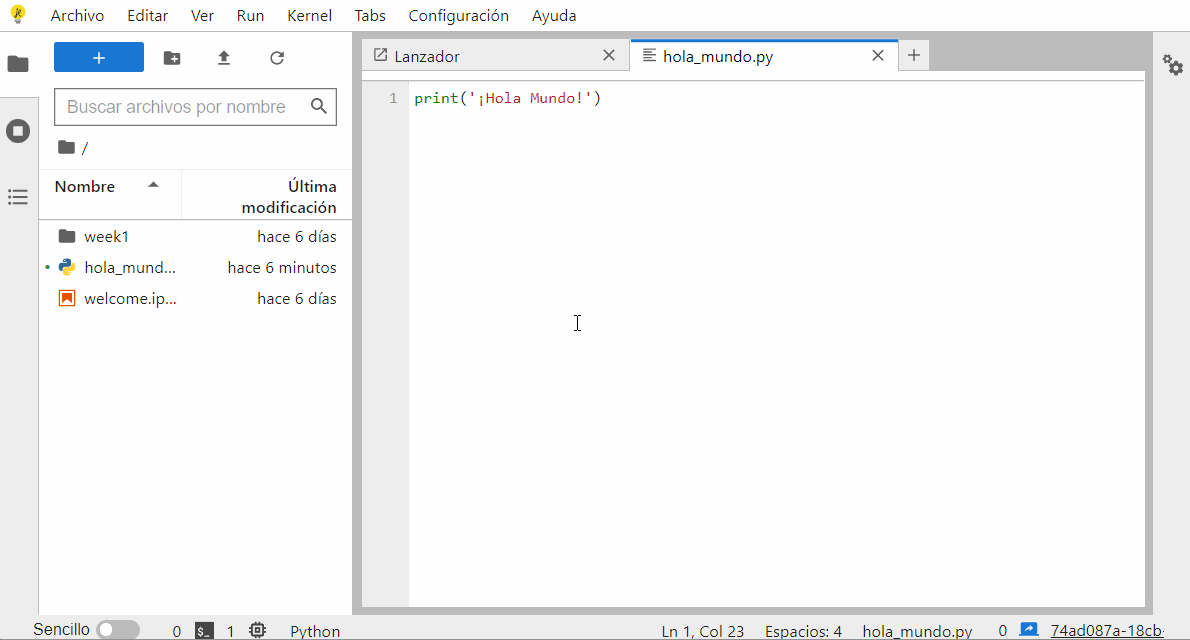 Archivo Editar Ver Run Kernel Tabs Configuración Ayuda
+
Lanzador
hola_mundo.py
Buscar archivos por nombre
/
Nombre
Última
modificación
week1 hace 6 días
hola_mund... hace 6 minutos
welcome.ip... hace 6 días
1 print('¡Hola Mundo!')
Sencillo 0 $_ 1 Python Ln 1, Col 23 Espacios: 4 hola_mundo.py 0 74ad087a-18cb-